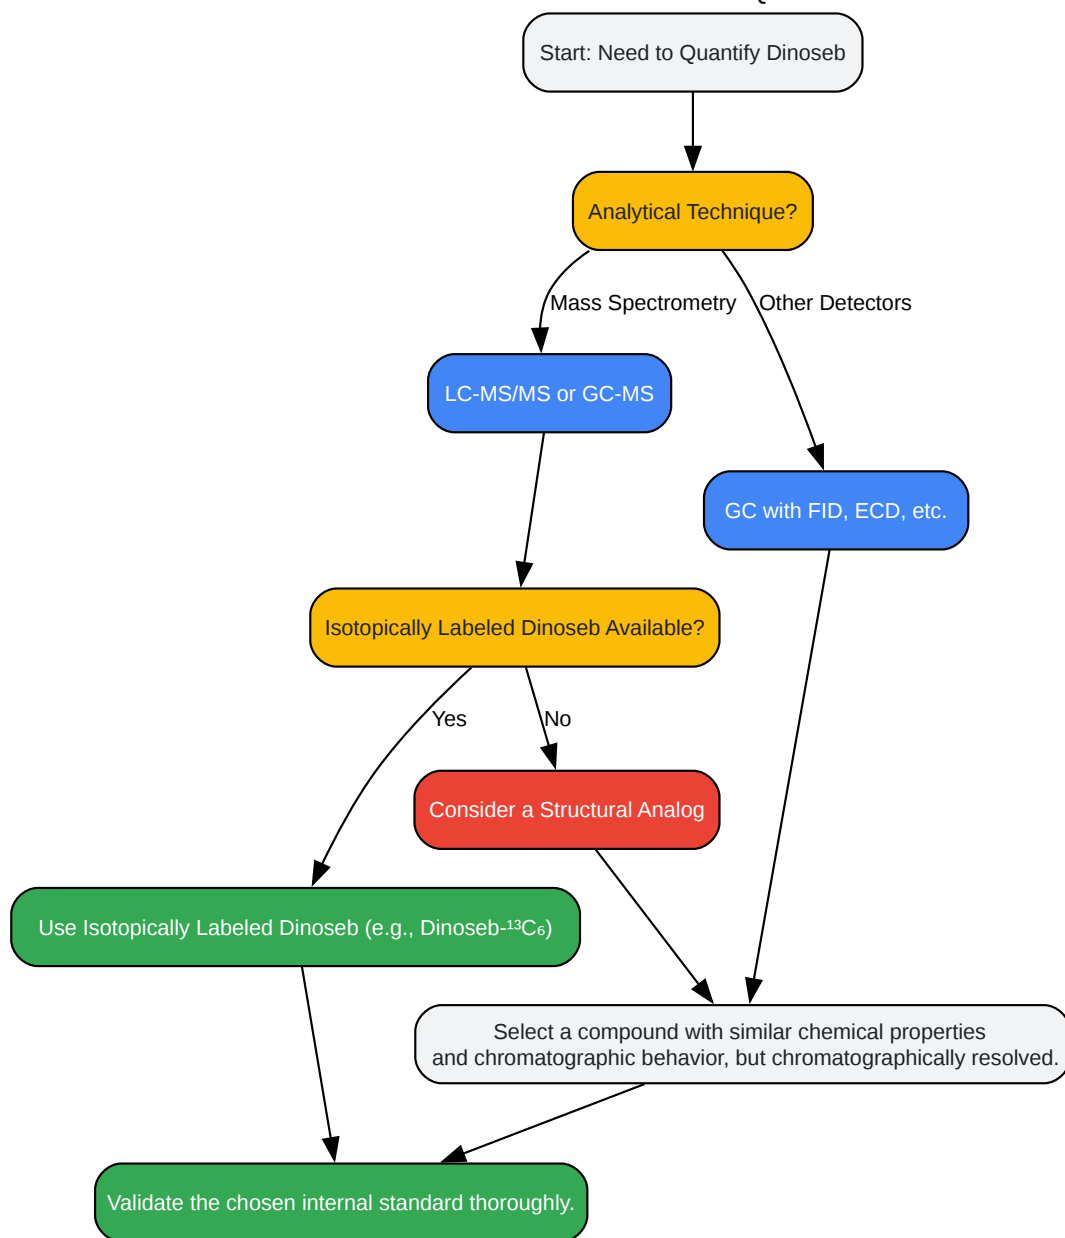 Start: Need to Quantify Dinoseb
Analytical Technique?
Mass Spectrometry
Other Detectors
LC-MS/MS or GC-MS
GC with FID, ECD, etc.
Isotopically Labeled Dinoseb Available?
Yes
No
Consider a Structural Analog
Use Isotopically Labeled Dinoseb (e.g., Dinoseb-¹³C₆)
Select a compound with similar chemical properties
and chromatographic behavior, but chromatographically resolved.
Validate the chosen internal standard thoroughly.